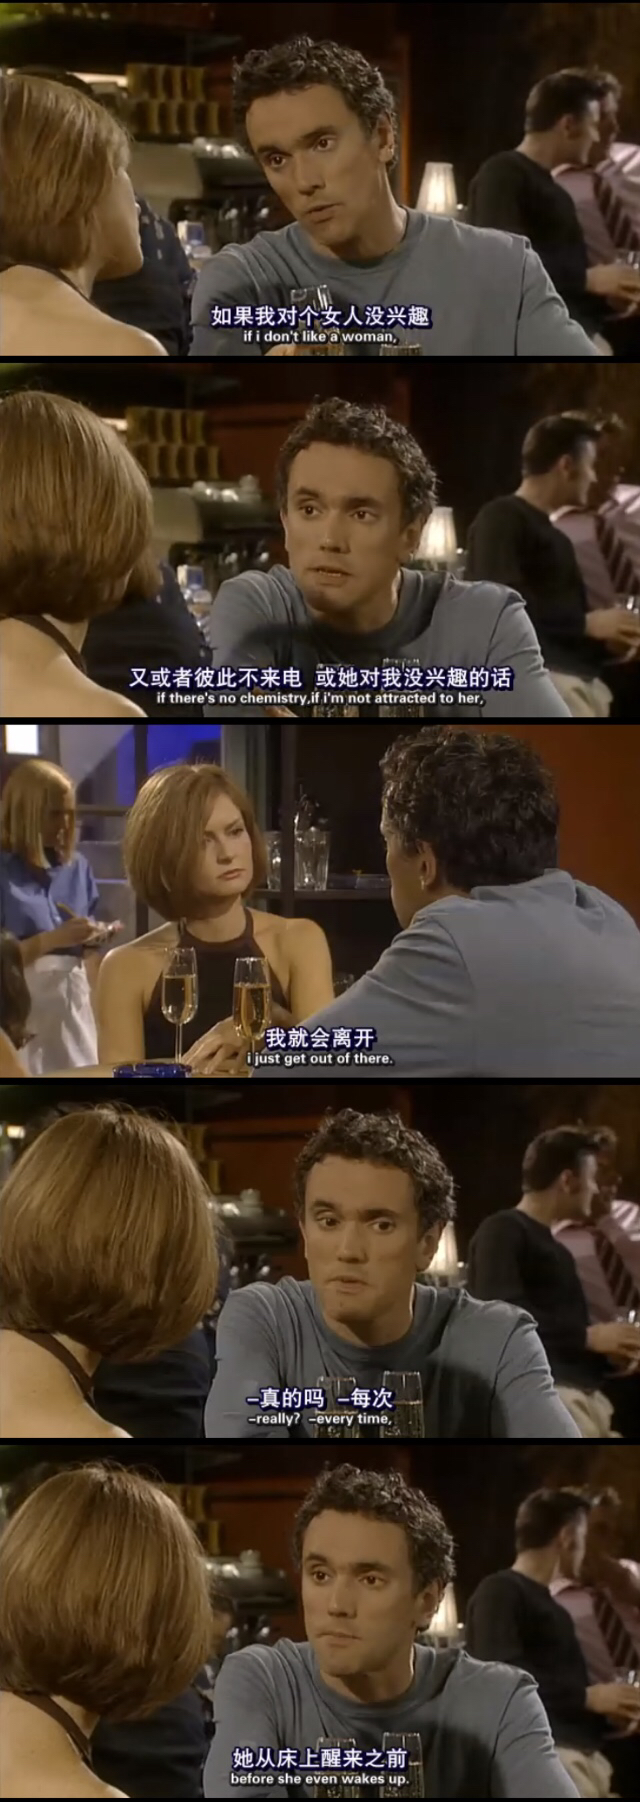 如果我对个女人没兴趣
if i don't like a woman,
又或者彼此不来电 或她对我没兴趣的话
if there's no chemistry,if i'm not attracted to her,
我就会离开
i just get out of there.
-真的吗 -每次
-really? -every time,
她从床上醒来之前
before she even wakes up.